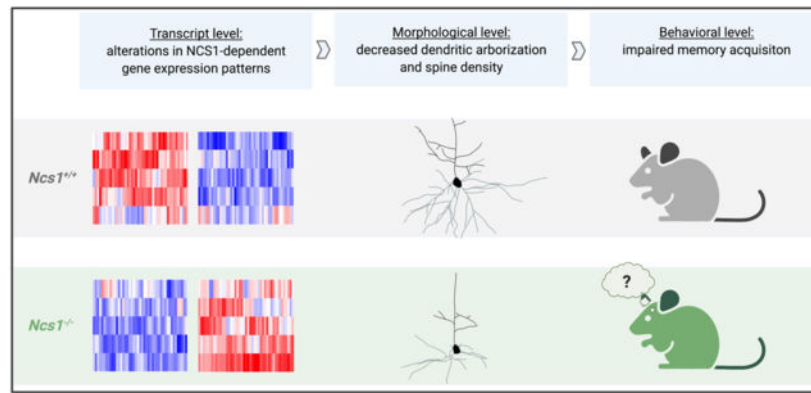 Transcript level:
alterations in NCS1-dependent
gene expression patterns
Morphological level:
decreased dendritic arborization
and spine density
Behavioral level:
impaired memory acquisiton
Ncs1+/+
Ncs1-/-
?